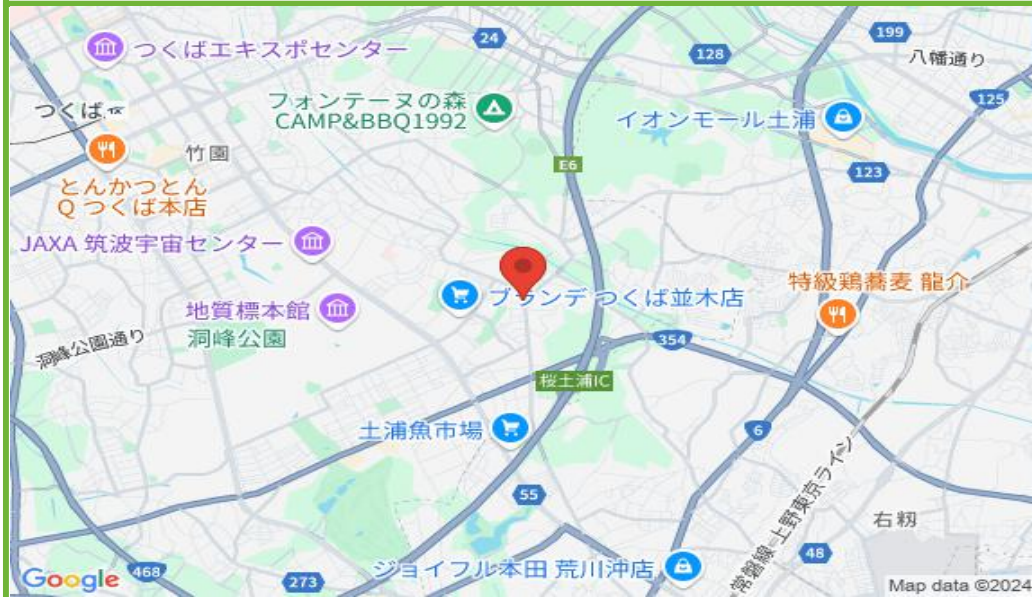 24
199
つくばエキスポセンター
128
八幡通り
125
フォンテーヌの森
CAMP&BBQ1992
つくば
イオンモール土浦
竹園
E6
123
とんかつとん
Q つくば本店
JAXA 筑波宇宙センター
特級鶏蕎麦 龍介
ブランデ つくば並木店
地質標本館
洞峰公園
洞峰公園通り
354
桜土浦IC
土浦魚市場
6
常磐線-上野東京ライン
55
右籾
48
ジョイフル本田 荒川沖店
468
273
Google
Map data ©2024